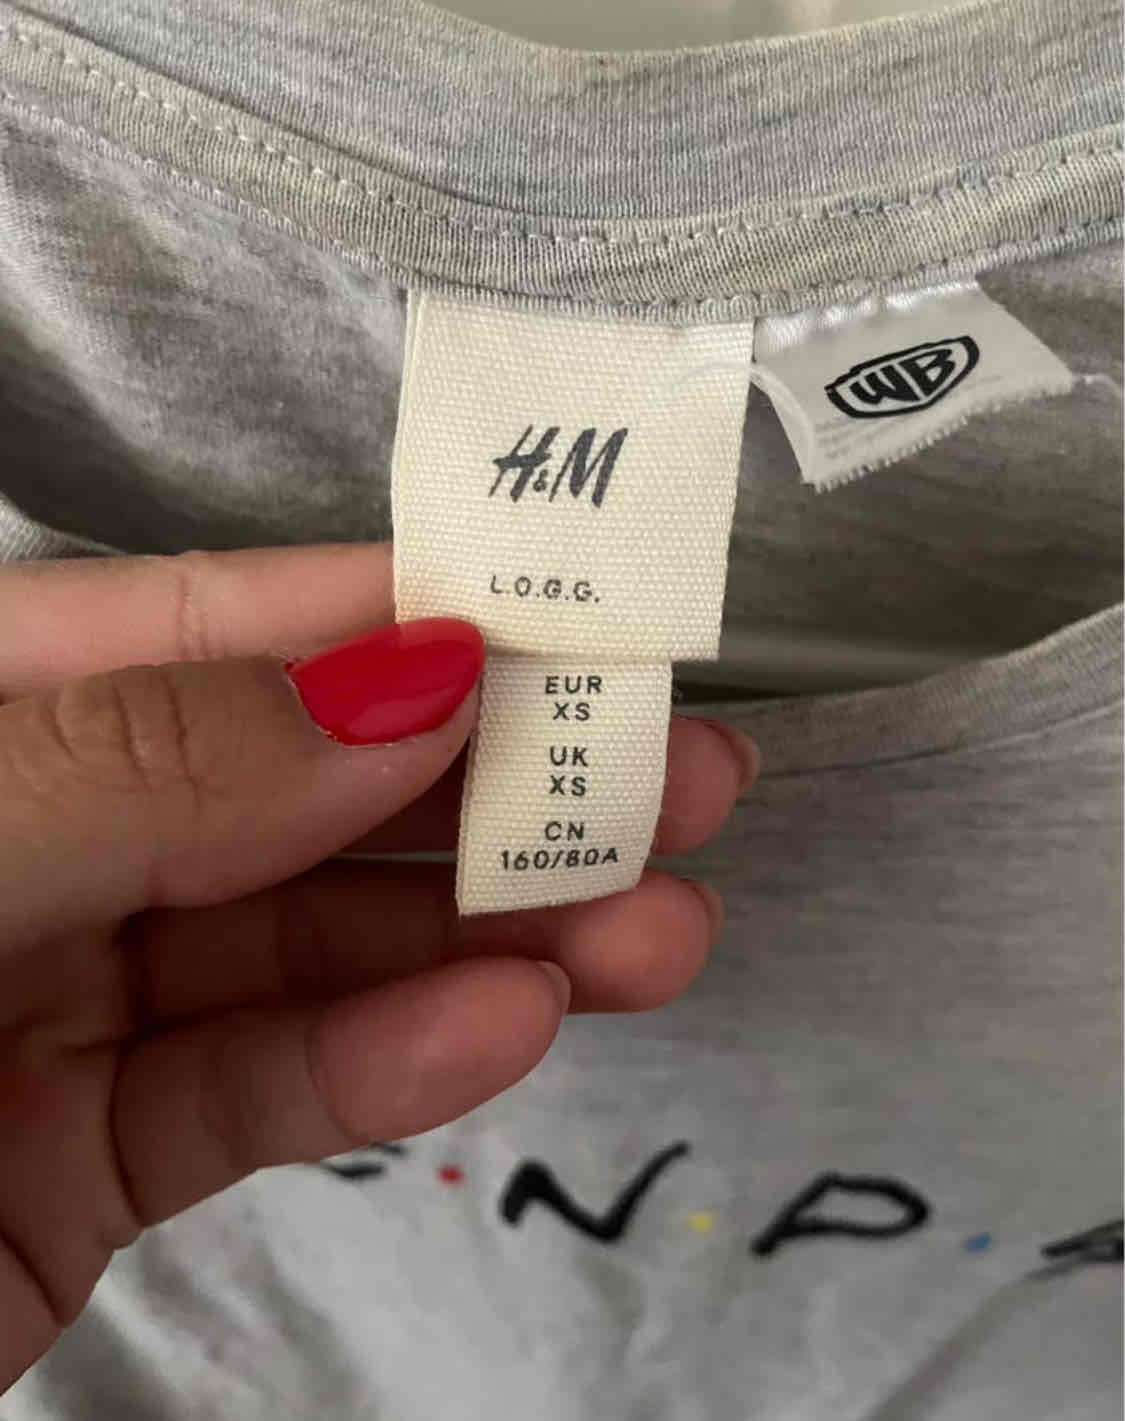 H&M
L.O.G.G.
EUR
XS
UK
XS
CN
160/80A
WB
N·D·